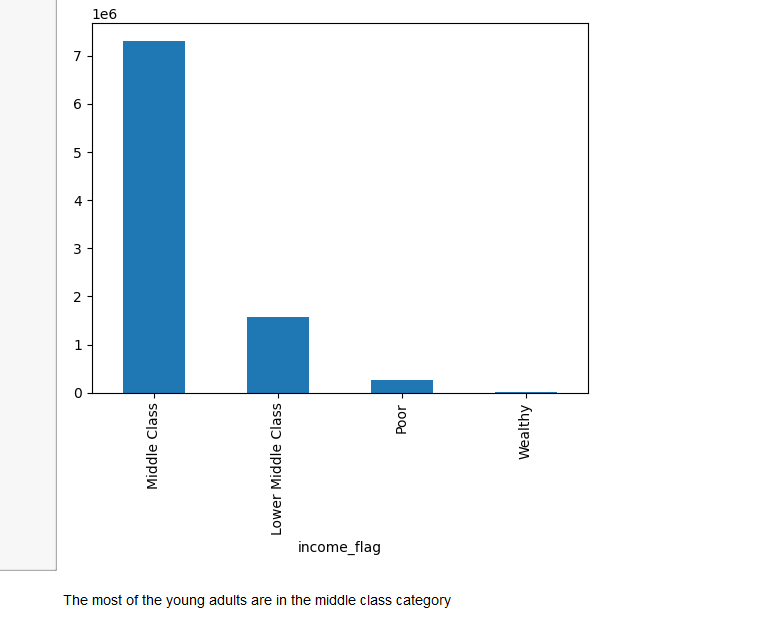 1e6
7
6
5
4
3
2
1
0
Middle Class
Lower Middle Class
Poor
Wealthy
income_flag
The most of the young adults are in the middle class category